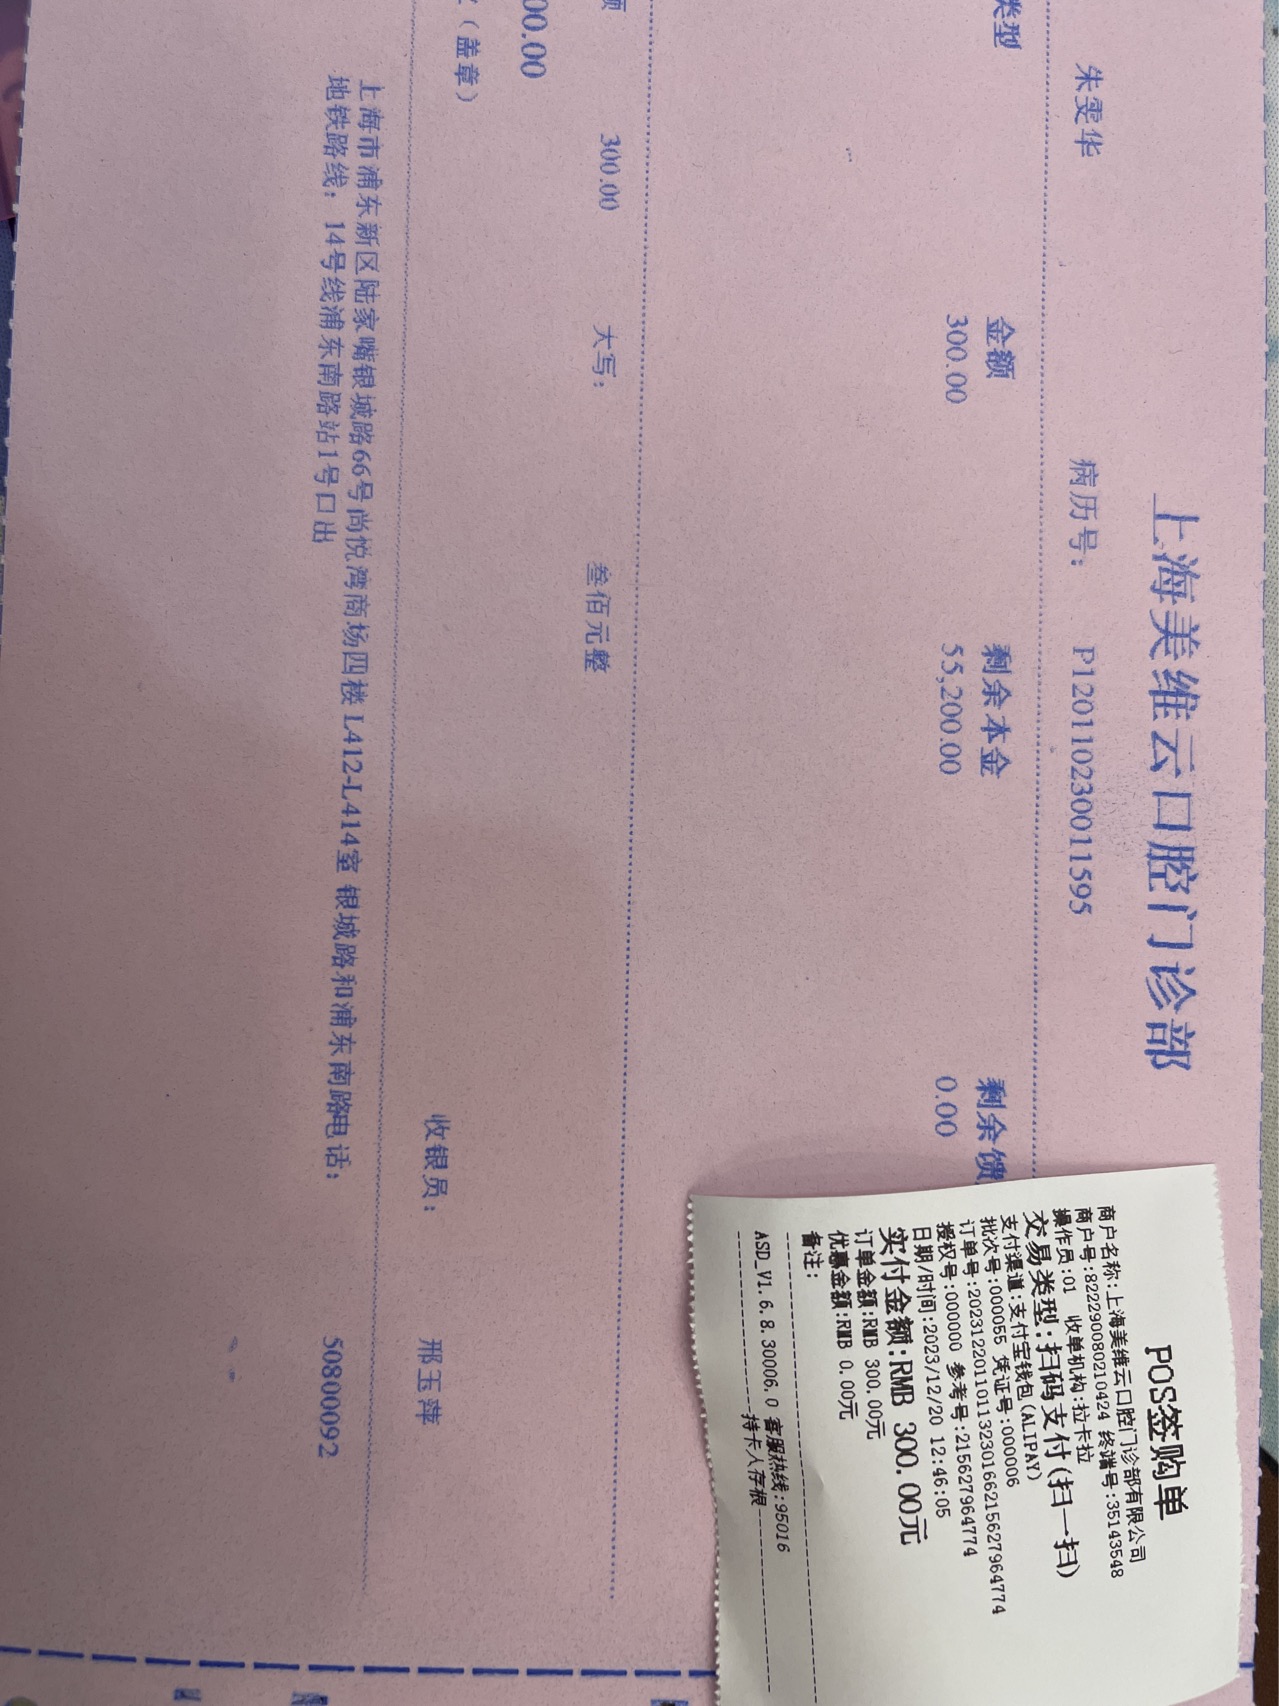 上海美维云口腔门诊部
朱雯华 病历号： P120110230011595
类型 金额 剩余本金 剩余馈
300.00 55,200.00 0.00
300.00 大写： 叁佰元整
00.00
（盖章） 收银员： 邢玉萍
上海市浦东新区陆家嘴银城路66号尚悦湾商场四楼 L412-L414室 银城路和浦东南路电话： 50800092
地铁路线： 14号线浦东南路站1号口出
POS签购单
商户名称:上海美维云口腔门诊部有限公司
商户号:822290080210424 终端号:35143548
操作员:01 收单机构:拉卡拉
交易类型:扫码支付(扫一扫)
支付渠道:支付宝钱包(ALIPAY)
批次号:000055 凭证号:000006
订单号:20231220110113230166215627964774
授权号:000000 参考号:215627964774
日期/时间:2023/12/20 12:46:05
实付金额:RMB 300.00元
订单金额:RMB 300.00元
优惠金额:RMB 0.00元
备注:
ASD_V1.6.8.30006.0 客服热线:95016
持卡人存根